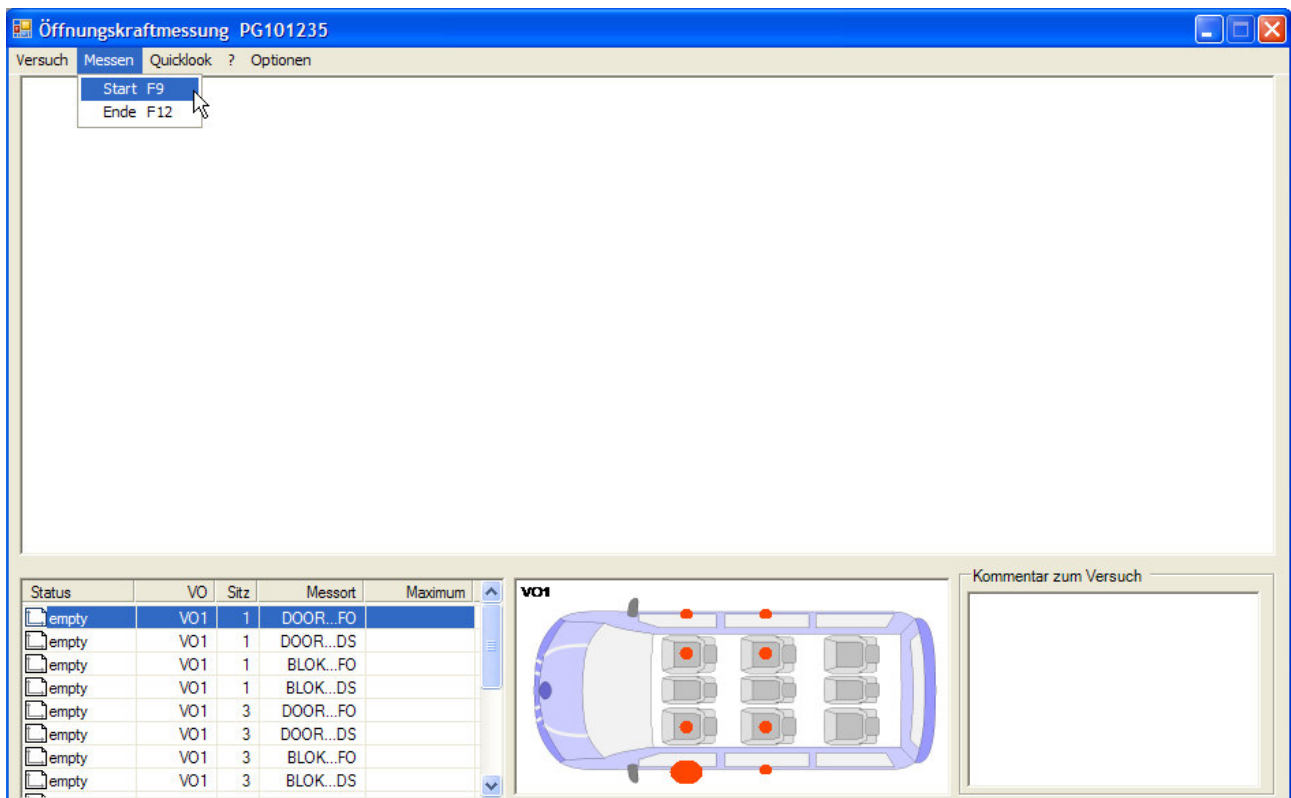 Öffnungskraftmessung PG101235
Versuch Messen Quicklook ? Optionen
Start F9
Ende F12
Status VO Sitz Messort Maximum
empty VO1 1 DOOR...FO
empty VO1 1 DOOR...DS
empty VO1 1 BLOK...FO
empty VO1 1 BLOK...DS
empty VO1 3 DOOR...FO
empty VO1 3 DOOR...DS
empty VO1 3 BLOK...FO
empty VO1 3 BLOK...DS
VO1
Kommentar zum Versuch